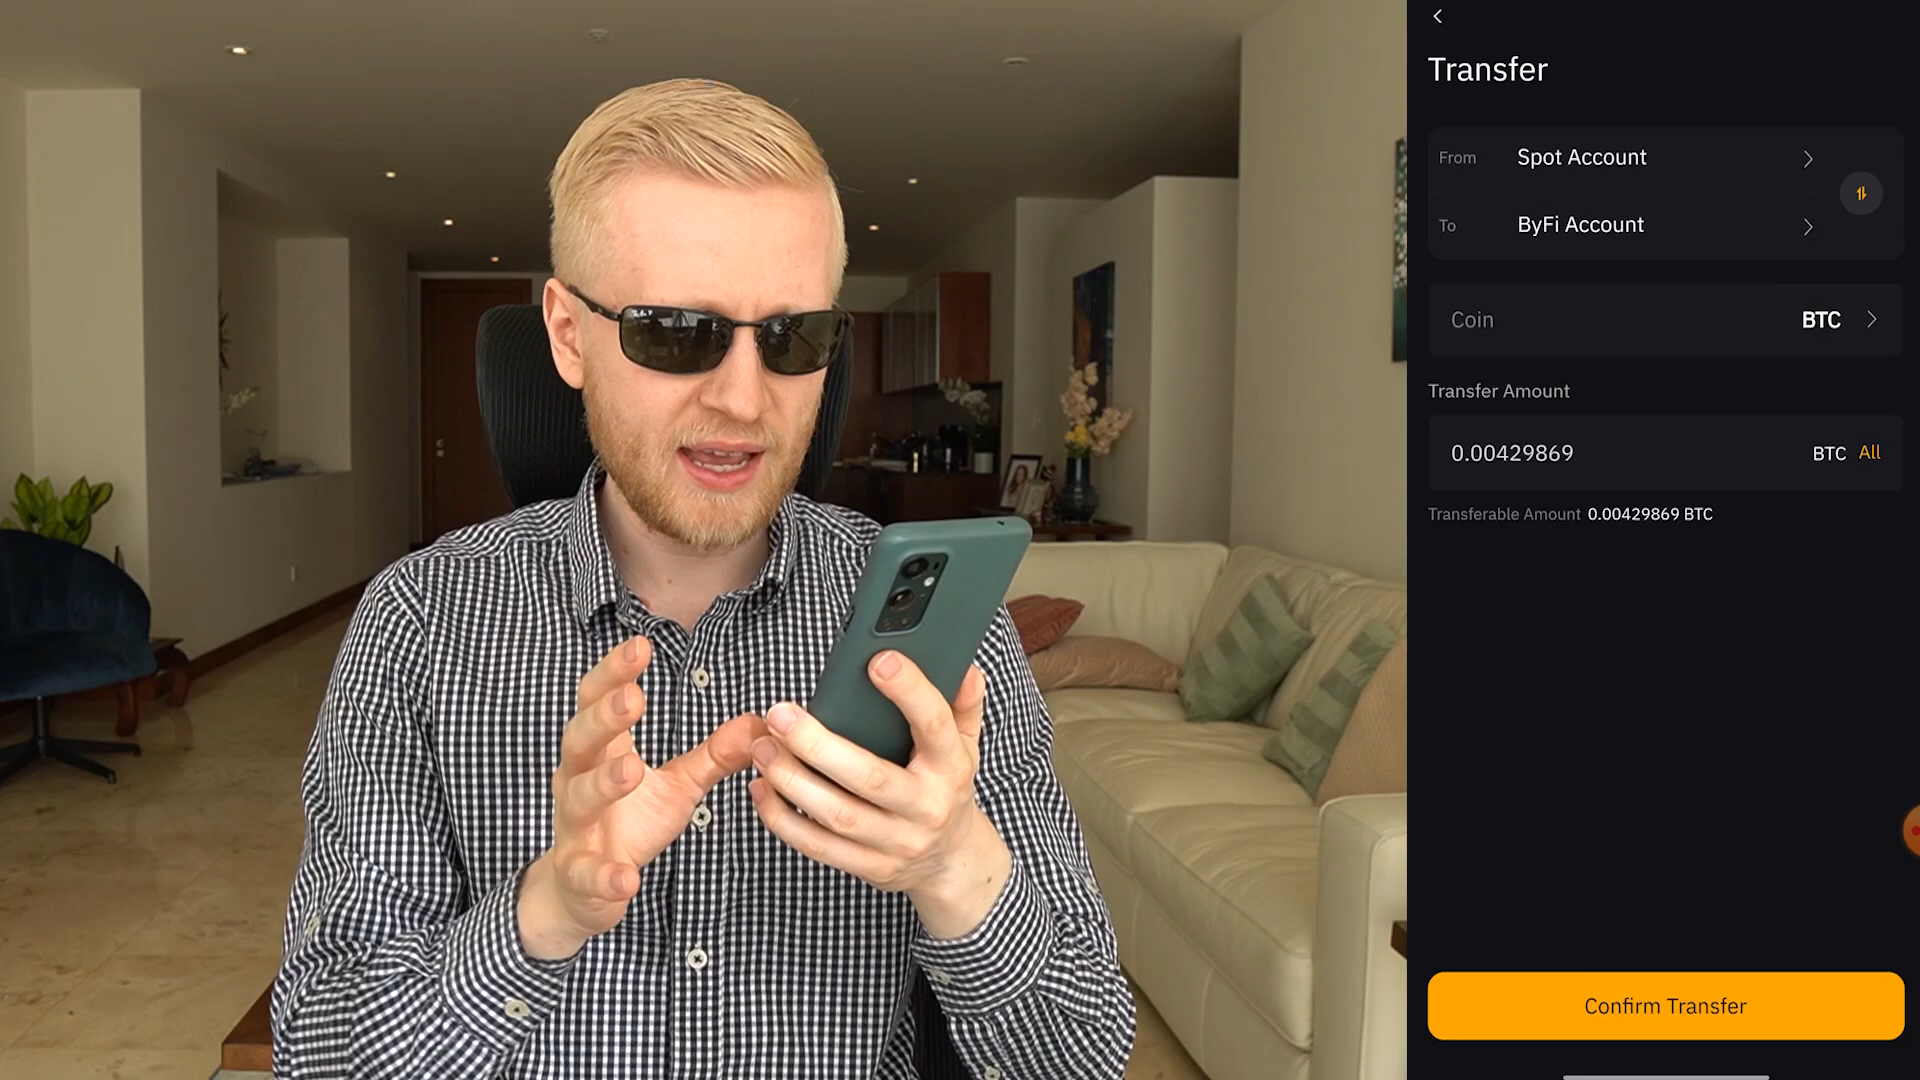 Transfer
From Spot Account
To ByFi Account
Coin BTC
Transfer Amount
0.00429869 BTC All
Transferable Amount 0.00429869 BTC
Confirm Transfer